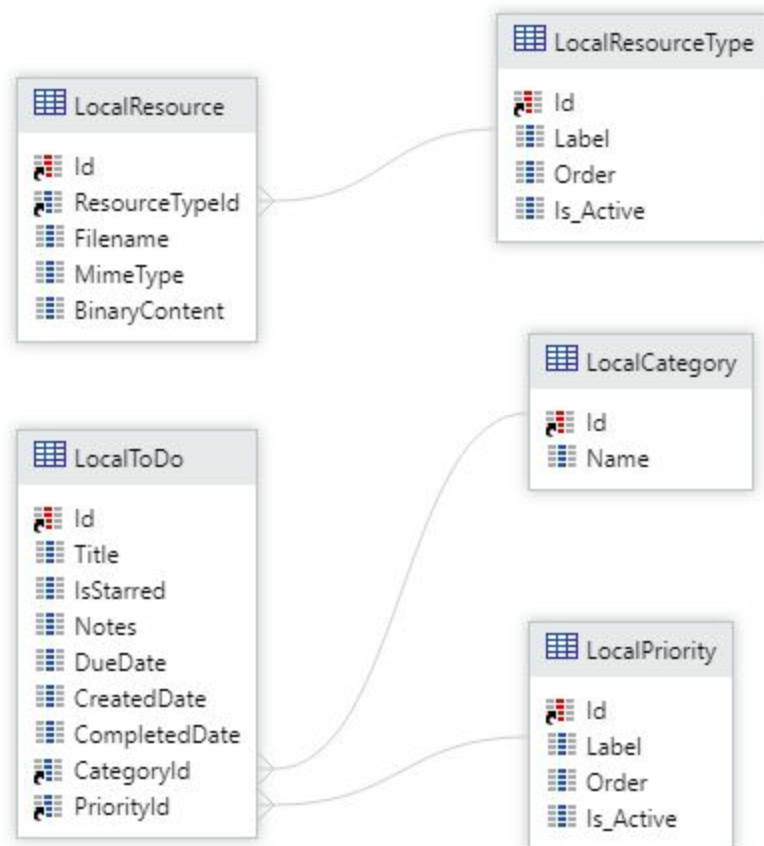 LocalResource
Id
ResourceTypeId
Filename
MimeType
BinaryContent
LocalResourceType
Id
Label
Order
Is_Active
LocalToDo
Id
Title
IsStarred
Notes
DueDate
CreatedDate
CompletedDate
CategoryId
PriorityId
LocalCategory
Id
Name
LocalPriority
Id
Label
Order
Is_Active